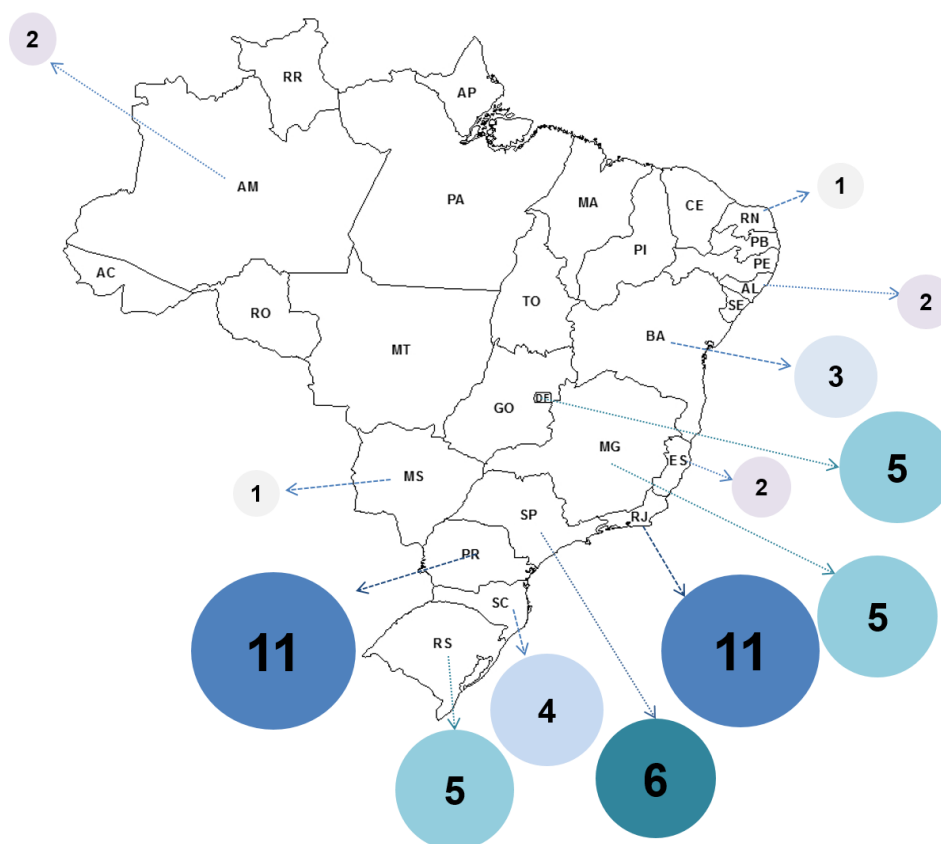 2
RR
AP
AM
PA
MA
CE
1
RN
PB
PI
PE
AC
AL
SE
2
RO
TO
MT
BA
3
GO
DF
MG
5
ES
2
MS
1
SP
RJ
PR
SC
5
11
11
RS
4
5
6